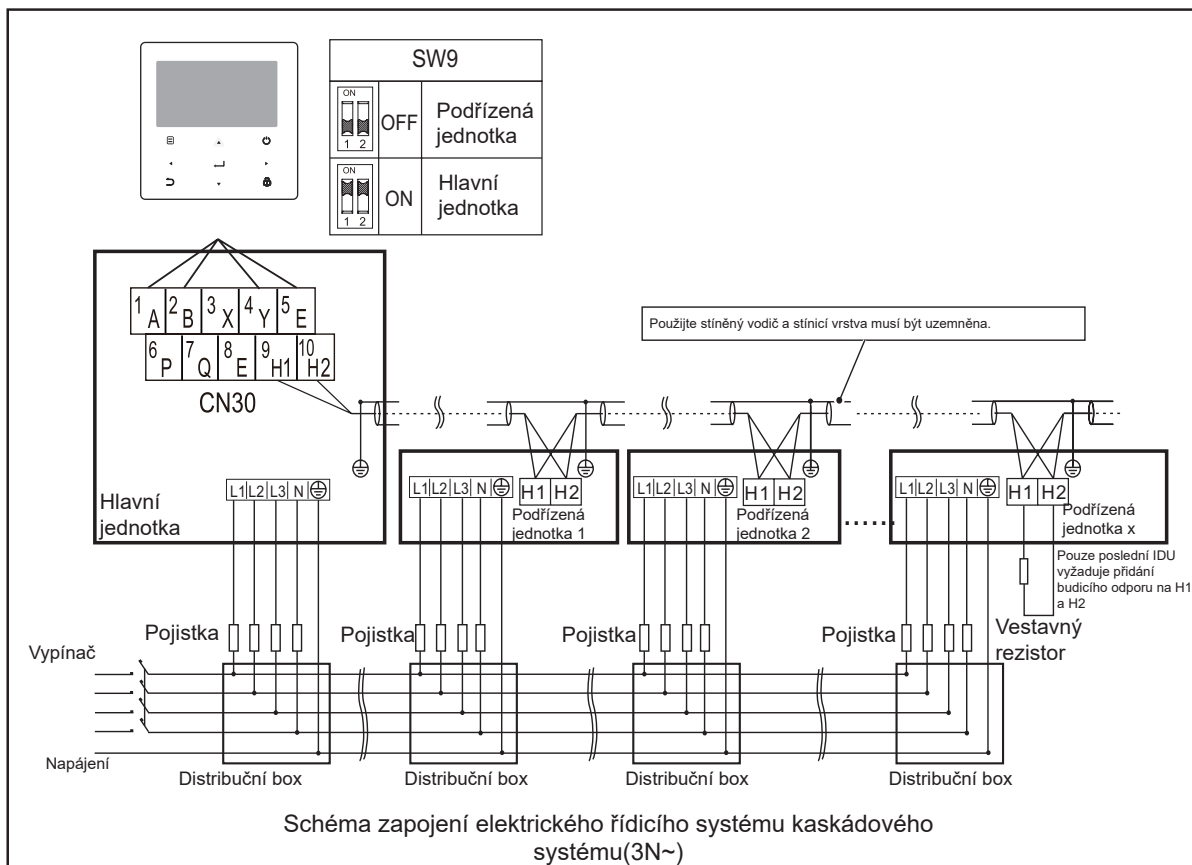 SW9
ON
1 2
OFF
Podřízená
jednotka
ON
1 2
ON
Hlavní
jednotka
1 A 2 B 3 X 4 Y 5 E
6 P 7 Q 8 E 9 H1 10 H2
CN30
Použijte stíněný vodič a stínicí vrstva musí být uzemněna.
Hlavní
jednotka
L1 L2 L3 N
L1 L2 L3 N
H1 H2
Podřízená
jednotka 1
L1 L2 L3 N
H1 H2
Podřízená
jednotka 2
L1 L2 L3 N
H1 H2
Podřízená
jednotka x
Pouze poslední IDU
vyžaduje přidání
budicího odporu na H1
a H2
Pojistka
Pojistka
Pojistka
Pojistka
Vestavný
rezistor
Vypínač
Napájení
Distribuční box
Distribuční box
Distribuční box
Distribuční box
Schéma zapojení elektrického řídicího systému kaskádového
systému(3N~)